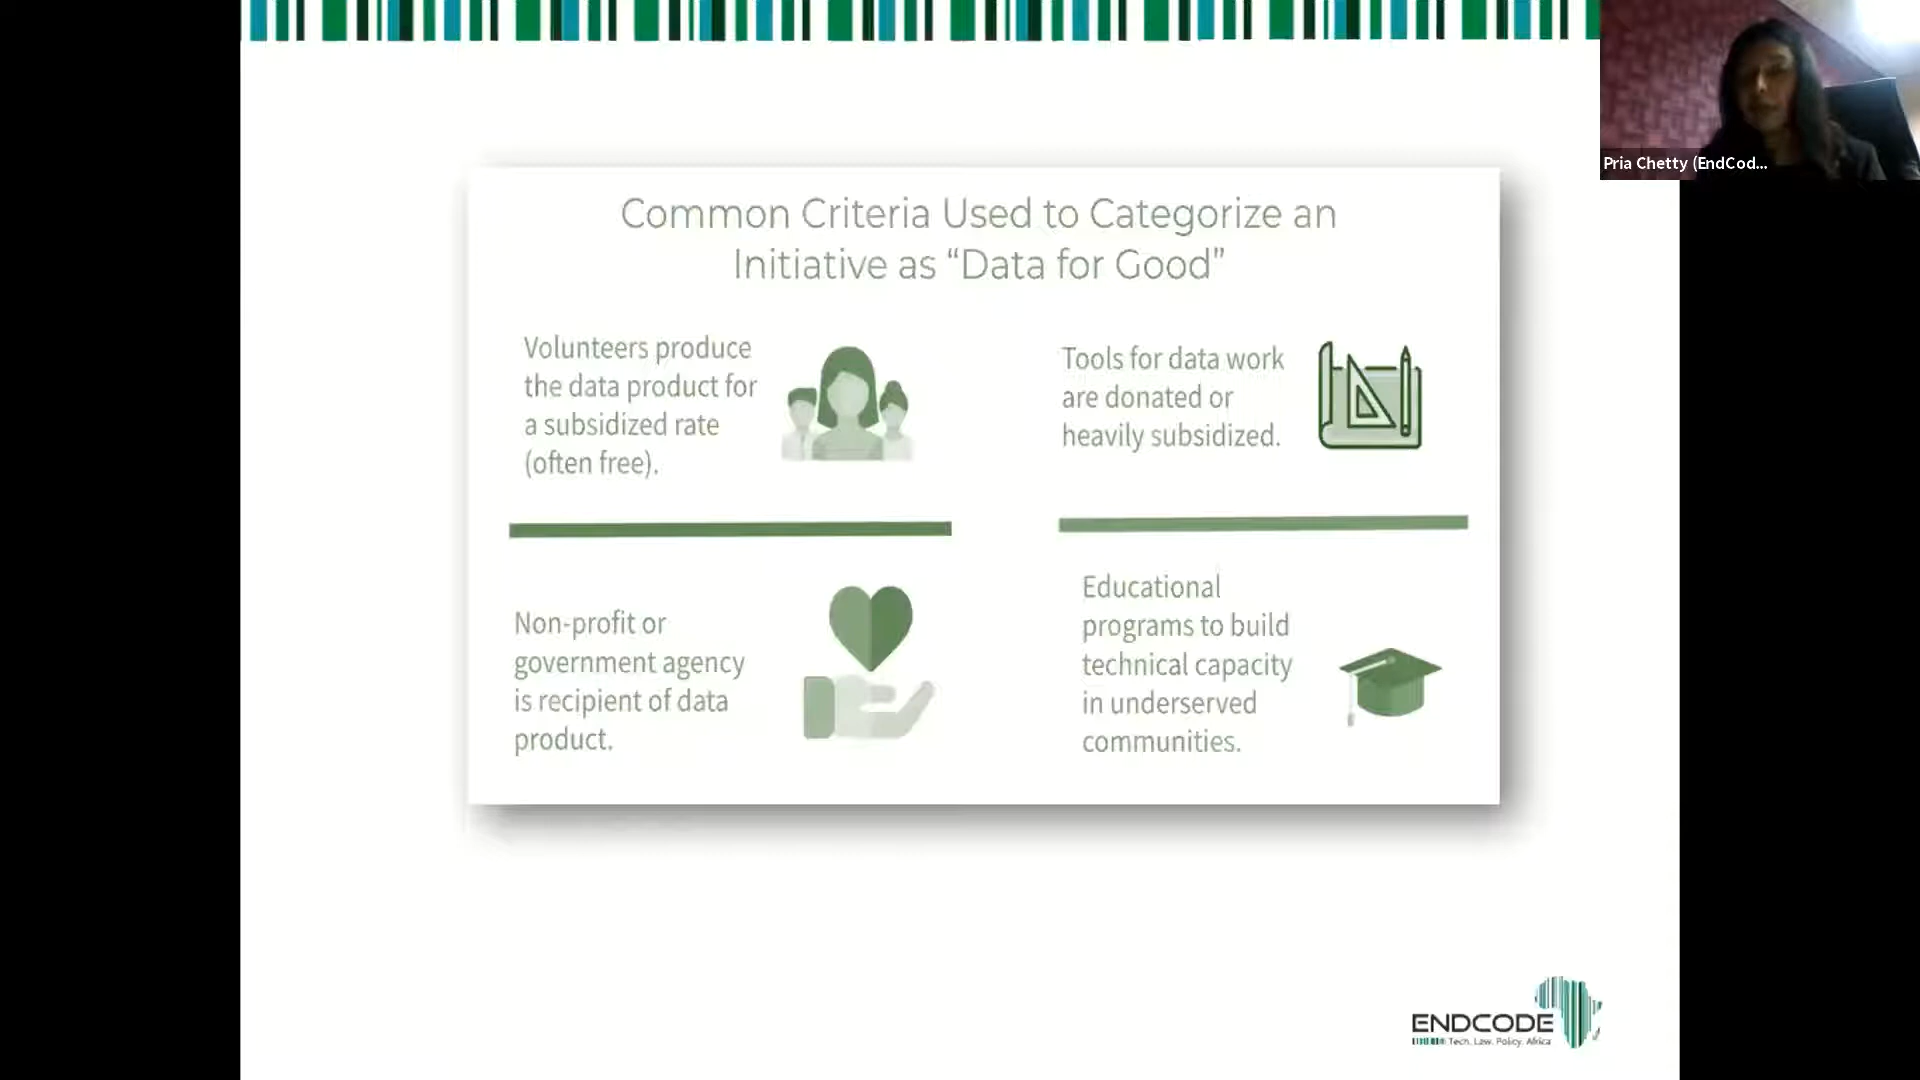 Pria Chetty (EndCod...
Common Criteria Used to Categorize an
Initiative as “Data for Good”
Volunteers produce
the data product for
a subsidized rate
(often free).
Tools for data work
are donated or
heavily subsidized.
Non-profit or
government agency
is recipient of data
product.
Educational
programs to build
technical capacity
in underserved
communities.
ENDCODE
Tech. Law. Policy. Africa